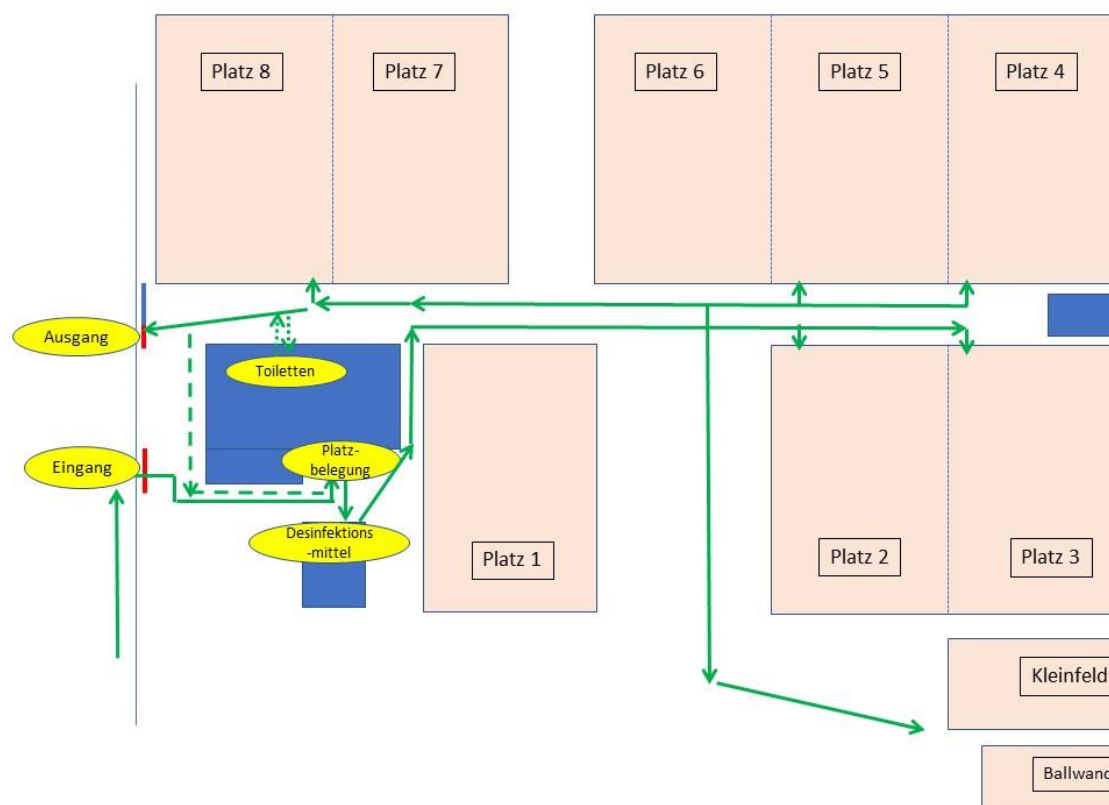 Platz 8
Platz 7
Platz 6
Platz 5
Platz 4
Ausgang
Toiletten
Eingang
Platz-
belegung
Desinfektions
-mittel
Platz 1
Platz 2
Platz 3
Kleinfeld
Ballwand